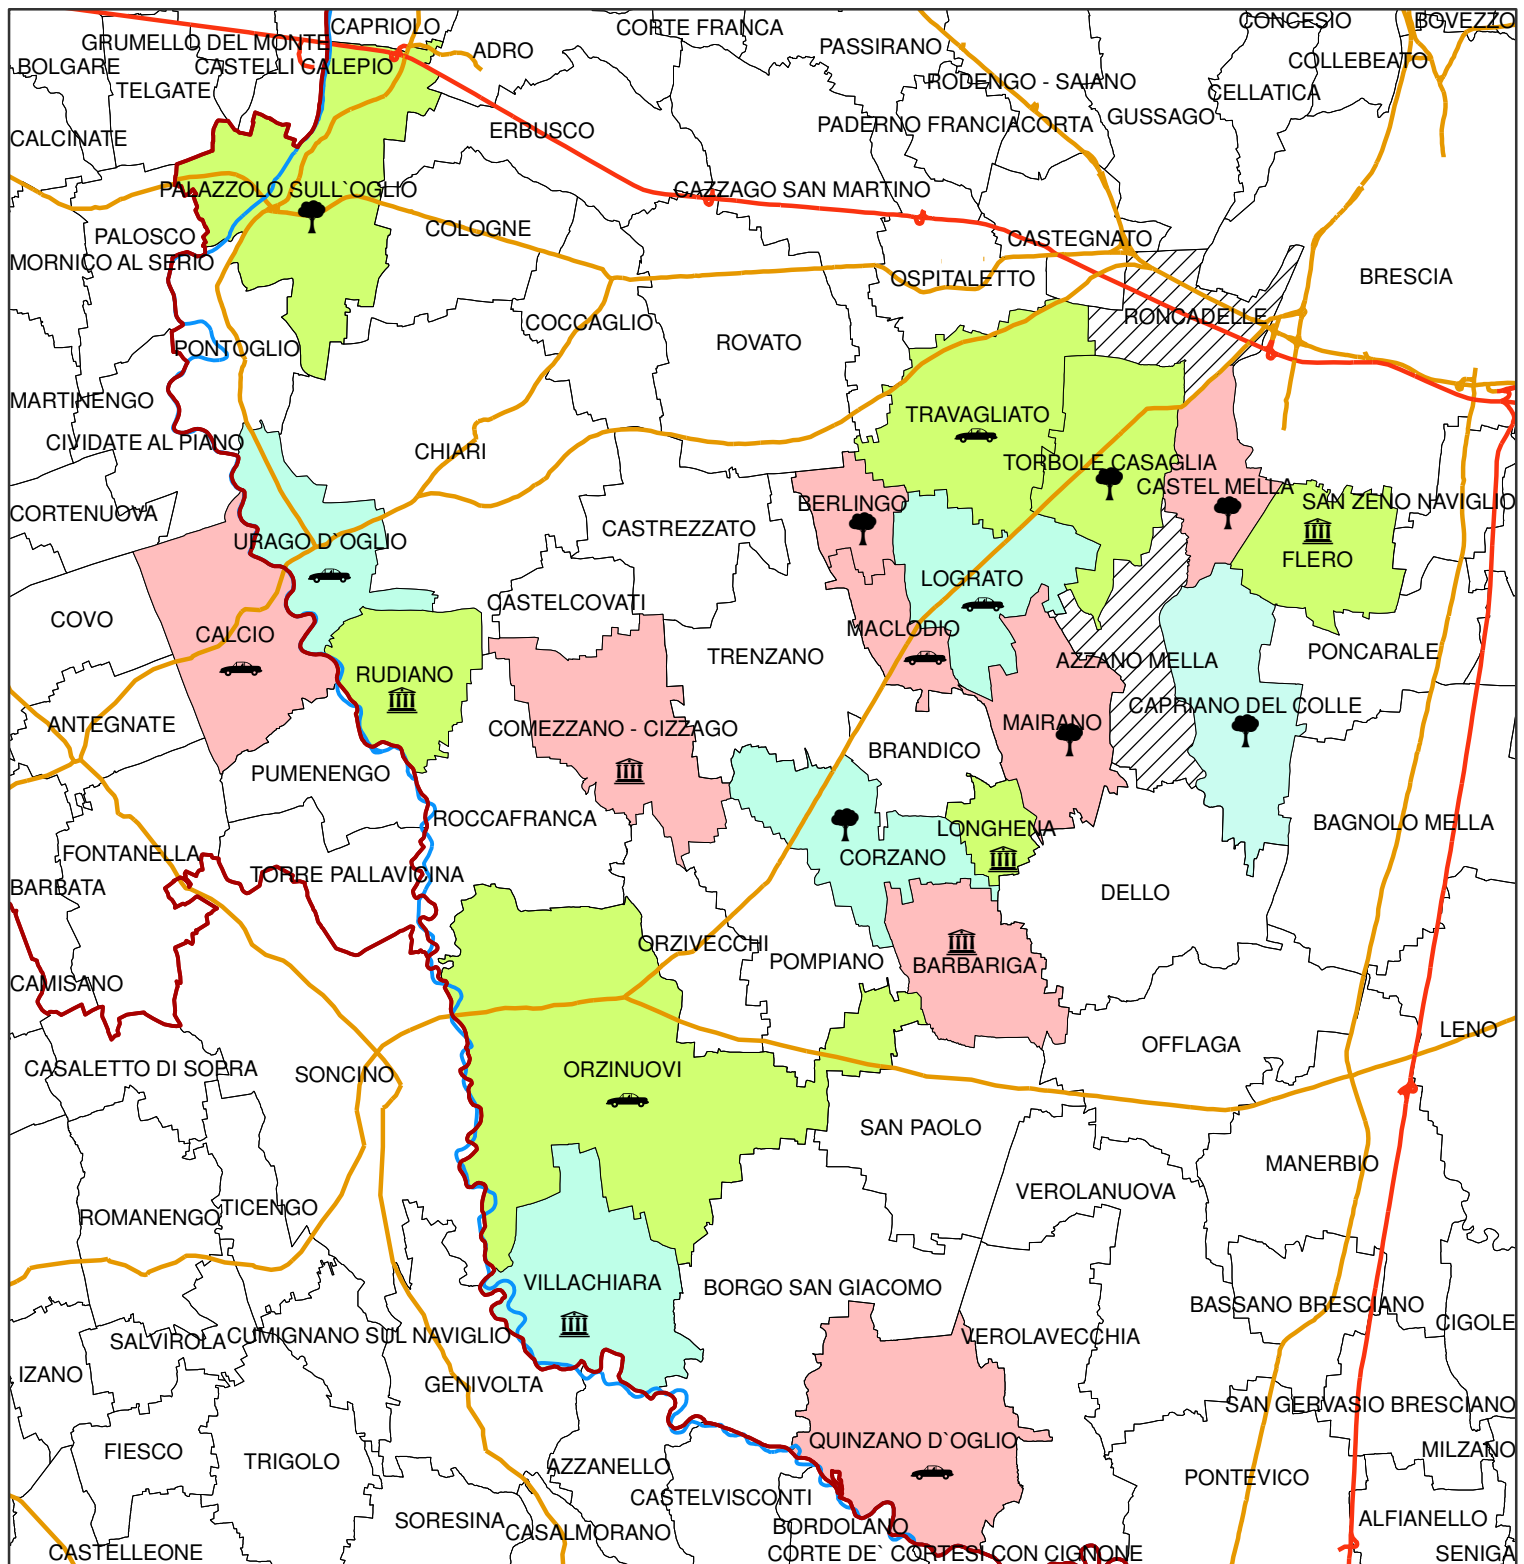 CAPRIOLO
CORTE FRANCA
CONCESIO
BOVEZZO
GRUMELLO DEL MONTE
ADRO
PASSIRANO
BOLGARE
CASTELLI CALEPIO
COLLEBEATO
TELGATE
RODENGO - SAIANO
CELLATICA
CALCINATE
ERBUSCO
PADERNO FRANCIACORTA
GUSSAGO
PALAZZOLO SULL`OGLIO
CAZZAGO SAN MARTINO
PALOSCO
COLOGNE
CASTEGNATO
MORNICO AL SERIO
OSPITALETTO
BRESCIA
COCCAGLIO
RONCADELLE
PONTOGLIO
ROVATO
MARTINENGO
TRAVAGLIATO
CIVIDATE AL PIANO
CHIARI
TORBOLE CASAGLIA
CASTEL MELLA
BERLINGO
SAN ZENO NAVIGLIO
CORTENUOVA
CASTREZZATO
URAGO D`OGLIO
FLERO
LOGRATO
CASTELCOVATI
COVO
CALCIO
MACLODIO
TRENZANO
AZZANO MELLA
PONCARALE
RUDIANO
CAPRIANO DEL COLLE
ANTEGNATE
COMEZZANO - CIZZAGO
MAIRANO
BRANDICO
PUMENENGO
ROCCAFRANCA
LONGHENA
BAGNOLO MELLA
FONTANELLA
CORZANO
BARBATA
TORRE PALLAVICINA
DELLO
ORZIVECCHI
POMPIANO
BARBARIGA
CAMISANO
LENO
OFFLAGA
CASALETTO DI SOPRA
SONCINO
ORZINUOVI
SAN PAOLO
MANERBIO
VEROLANUOVA
ROMANENGO
TICENGO
VILLACHIARA
BORGO SAN GIACOMO
BASSANO BRESCIANO
CIGOLE
SALVIROLA
CUMIGNANO SUL NAVIGLIO
VEROLAVECCHIA
IZANO
GENIVOLTA
SAN GERVASIO BRESCIANO
FIESCO
QUINZANO D`OGLIO
MILZANO
TRIGOLO
AZZANELLO
PONTEVICO
CASTELVISCONTI
SORESINA
CASALMORANO
BORDOLANO
ALFIANELLO
CASTELLEONE
CORTE DE` CORTESI CON CIGNONE
SENIGA